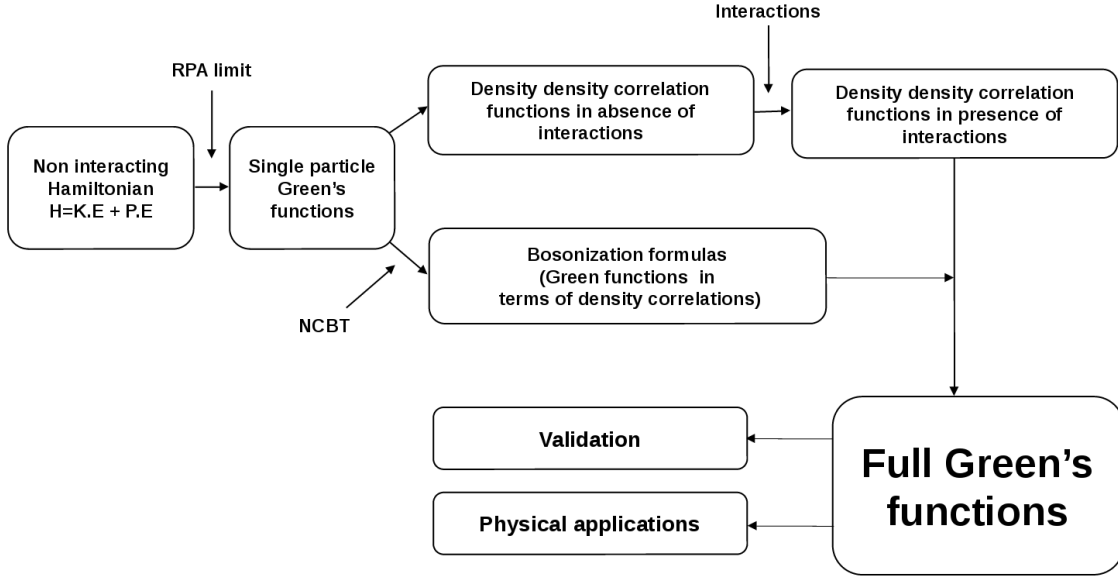 Interactions
RPA limit
Non interacting
Hamiltonian
H=K.E + P.E
Single particle
Green's
functions
Density density correlation
functions in absence of
interactions
Density density correlation
functions in presence of
interactions
Bosonization formulas
(Green functions in
terms of density correlations)
NCBT
Full Green's
functions
Validation
Physical applications